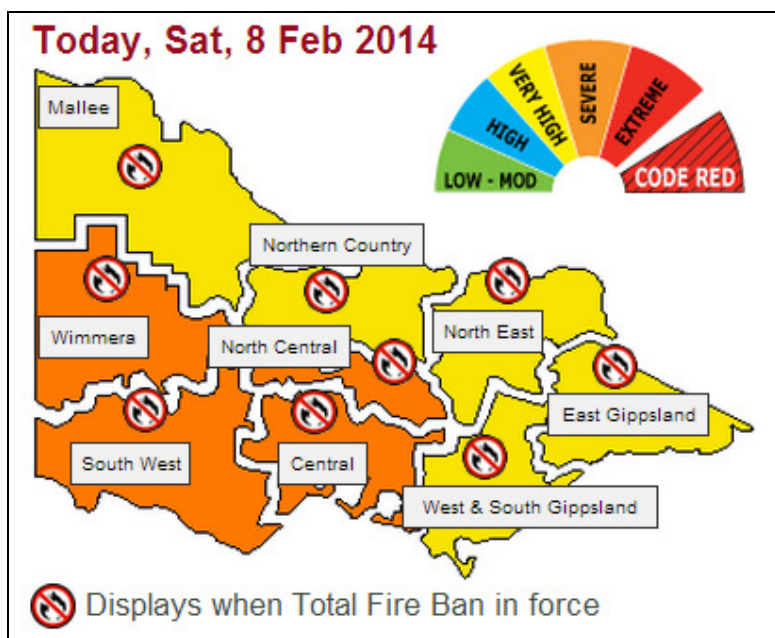 Today, Sat, 8 Feb 2014
LOW - MOD
HIGH
VERY HIGH
SEVERE
EXTREME
CODE RED
Mallee
Northern Country
Wimmera
North Central
North East
East Gippsland
South West
Central
West & South Gippsland
Displays when Total Fire Ban in force